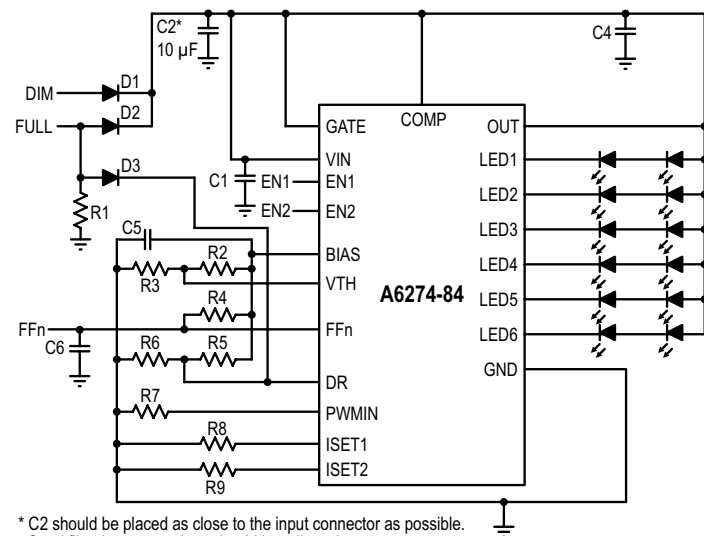 C2*
10 µF
C4
DIM
D1
FULL
D2
D3
R1
C1
EN1
EN2
C5
R3
R2
R4
FFn
C6
R6
R5
R7
R8
R9
GATE
COMP
OUT
VIN
LED1
EN1
LED2
EN2
LED3
BIAS
LED4
VTH
A6274-84
LED5
FFn
LED6
DR
GND
PWMIN
ISET1
ISET2
* C2 should be placed as close to the input connector as possible.